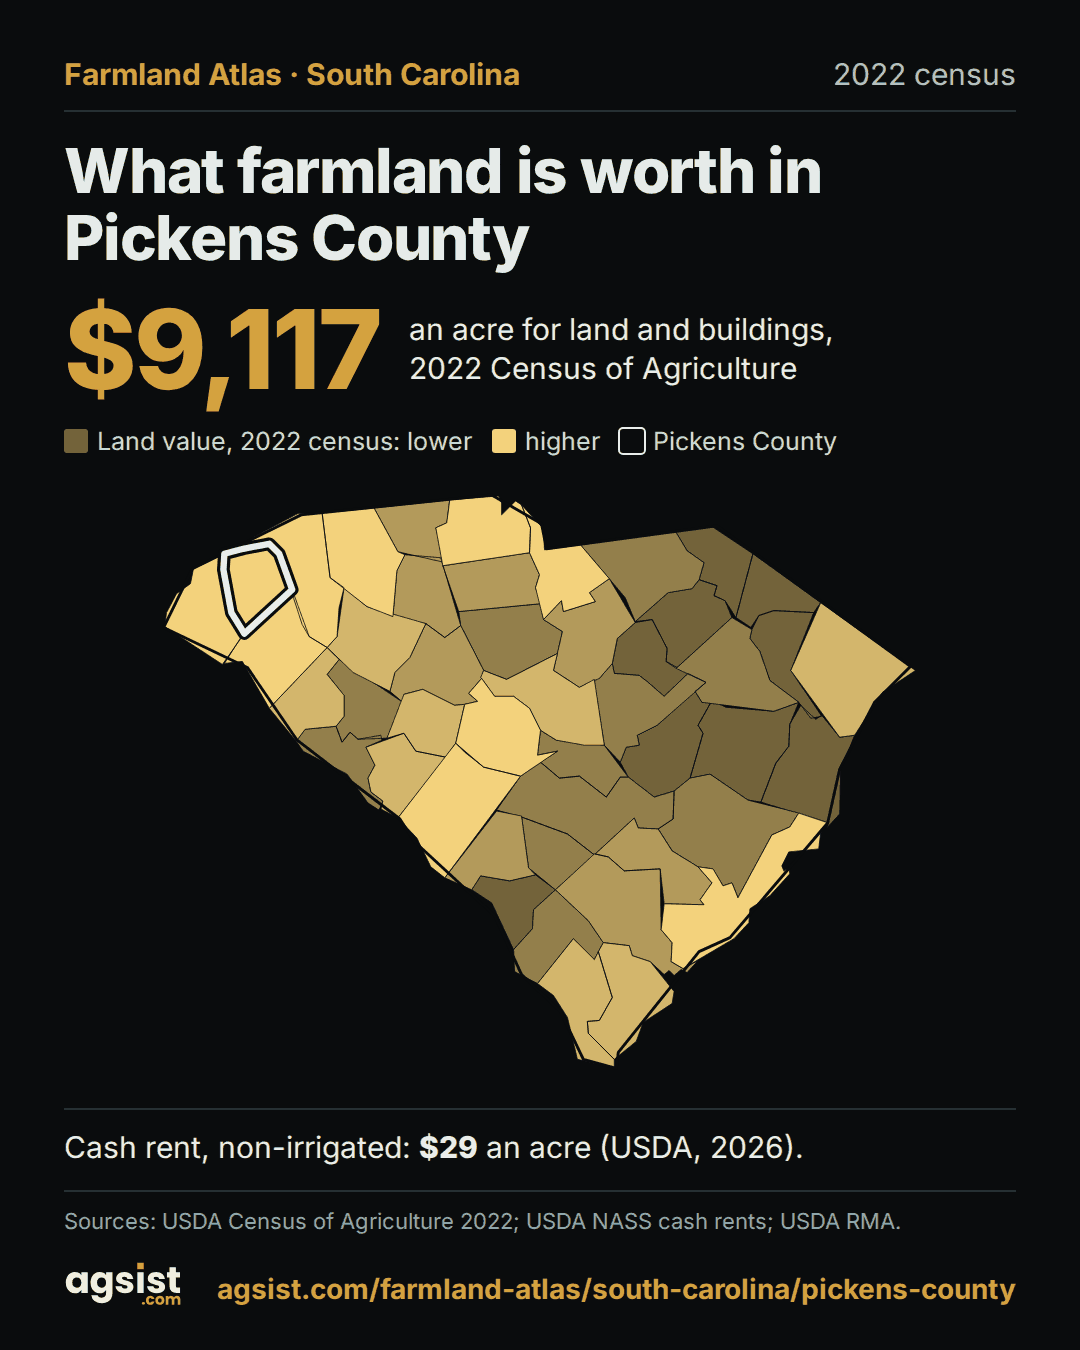 Farmland Atlas · South Carolina
2022 census
What farmland is worth in
Pickens County
$9,117
an acre for land and buildings,
2022 Census of Agriculture
Land value, 2022 census: lower
higher
Pickens County
Cash rent, non-irrigated: $29 an acre (USDA, 2026).
Sources: USDA Census of Agriculture 2022; USDA NASS cash rents; USDA RMA.
agsist
.com
agsist.com/farmland-atlas/south-carolina/pickens-county